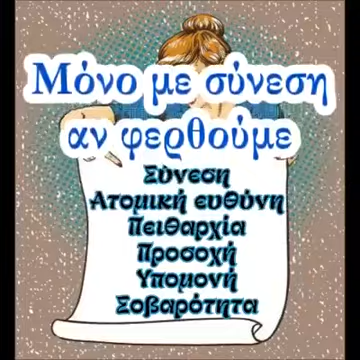 Μόνο με σύνεση
αν φερθούμε
Σύνεση
Ατομική ευθύνη
Πειθαρχία
Προσοχή
Υπομονή
Σοβαρότητα